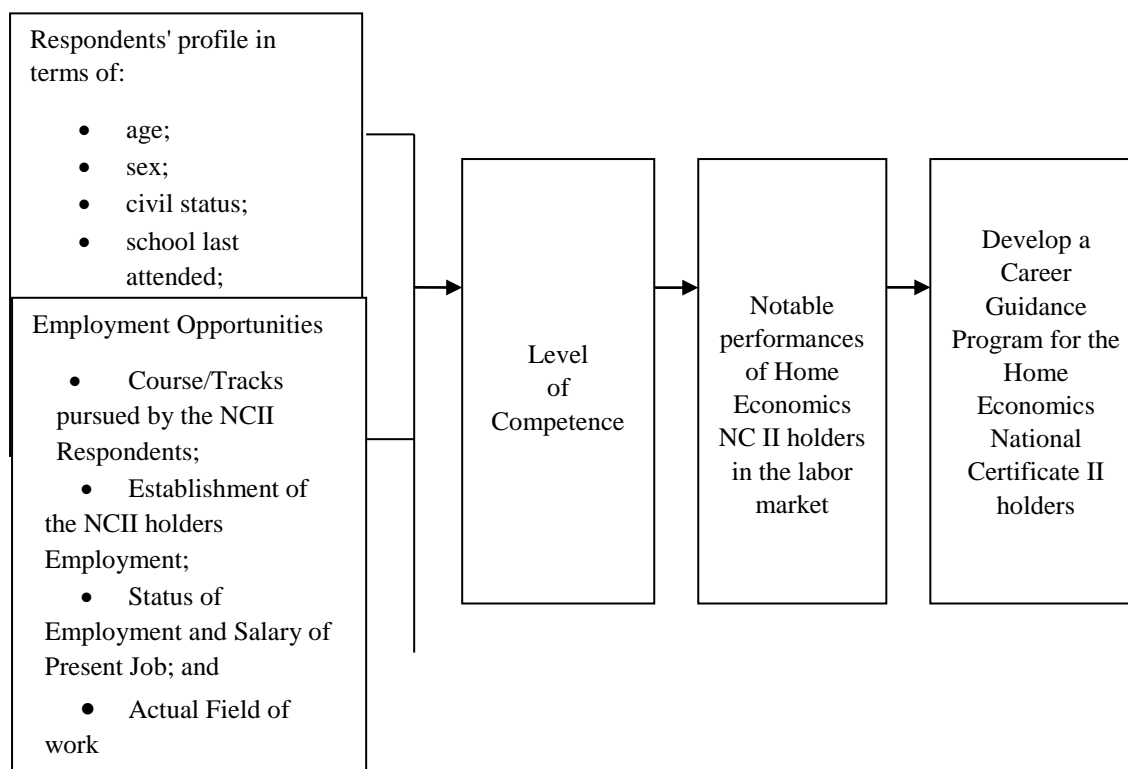 Respondents' profile in
terms of:
• age;
• sex;
• civil status;
• school last
attended;
Employment Opportunities
• Course/Tracks
pursued by the NCII
Respondents;
• Establishment of
the NCII holders
Employment;
• Status of
Employment and Salary of
Present Job; and
• Actual Field of
work
Level
of
Competence
Notable
performances
of Home
Economics
NC II holders
in the labor
market
Develop a
Career
Guidance
Program for the
Home
Economics
National
Certificate II
holders